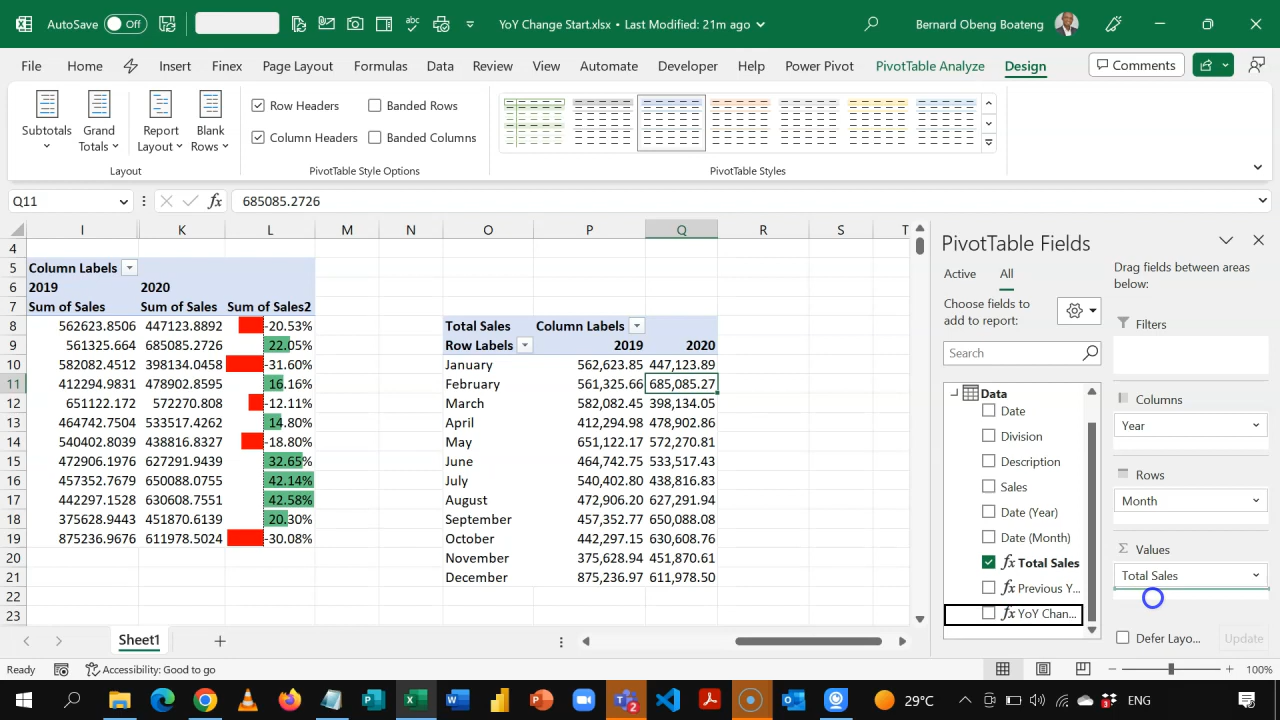 AutoSave Off YoY Change Start.xlsx • Last Modified: 21m ago Bernard Obeng Boateng
File Home Insert Finex Page Layout Formulas Data Review View Automate Developer Help Power Pivot PivotTable Analyze Design Comments
Subtotals Grand Totals Report Layout Blank Rows
Row Headers Banded Rows
Column Headers Banded Columns
Layout PivotTable Style Options PivotTable Styles
Q11 fx 685085.2726
I K L M N O P Q R S T
4
5 Column Labels
6 2019 2020
7 Sum of Sales Sum of Sales Sum of Sales2
8 562623.8506 447123.8892 -20.53% Total Sales Column Labels
9 561325.664 685085.2726 22.05% Row Labels 2019 2020
10 582082.4512 398134.0458 -31.60% January 562,623.85 447,123.89
11 412294.9831 478902.8595 16.16% February 561,325.66 685,085.27
12 651122.172 572270.808 -12.11% March 582,082.45 398,134.05
13 464742.7504 533517.4262 14.80% April 412,294.98 478,902.86
14 540402.8039 438816.8327 -18.80% May 651,122.17 572,270.81
15 472906.1976 627291.9439 32.65% June 464,742.75 533,517.43
16 457352.7679 650088.0755 42.14% July 540,402.80 438,816.83
17 442297.1528 630608.7551 42.58% August 472,906.20 627,291.94
18 375628.9443 451870.6139 20.30% September 457,352.77 650,088.08
19 875236.9676 611978.5024 -30.08% October 442,297.15 630,608.76
20 November 375,628.94 451,870.61
21 December 875,236.97 611,978.50
22
23
PivotTable Fields
Active All
Choose fields to add to report:
Search
Data
Date
Division
Description
Sales
Date (Year)
Date (Month)
fx Total Sales
fx Previous Y...
fx YoY Chan...
Drag fields between areas below:
Filters
Columns
Year
Rows
Month
Σ Values
Total Sales
Defer Layo... Update
Sheet1
Ready Accessibility: Good to go 100%
29°C ENG